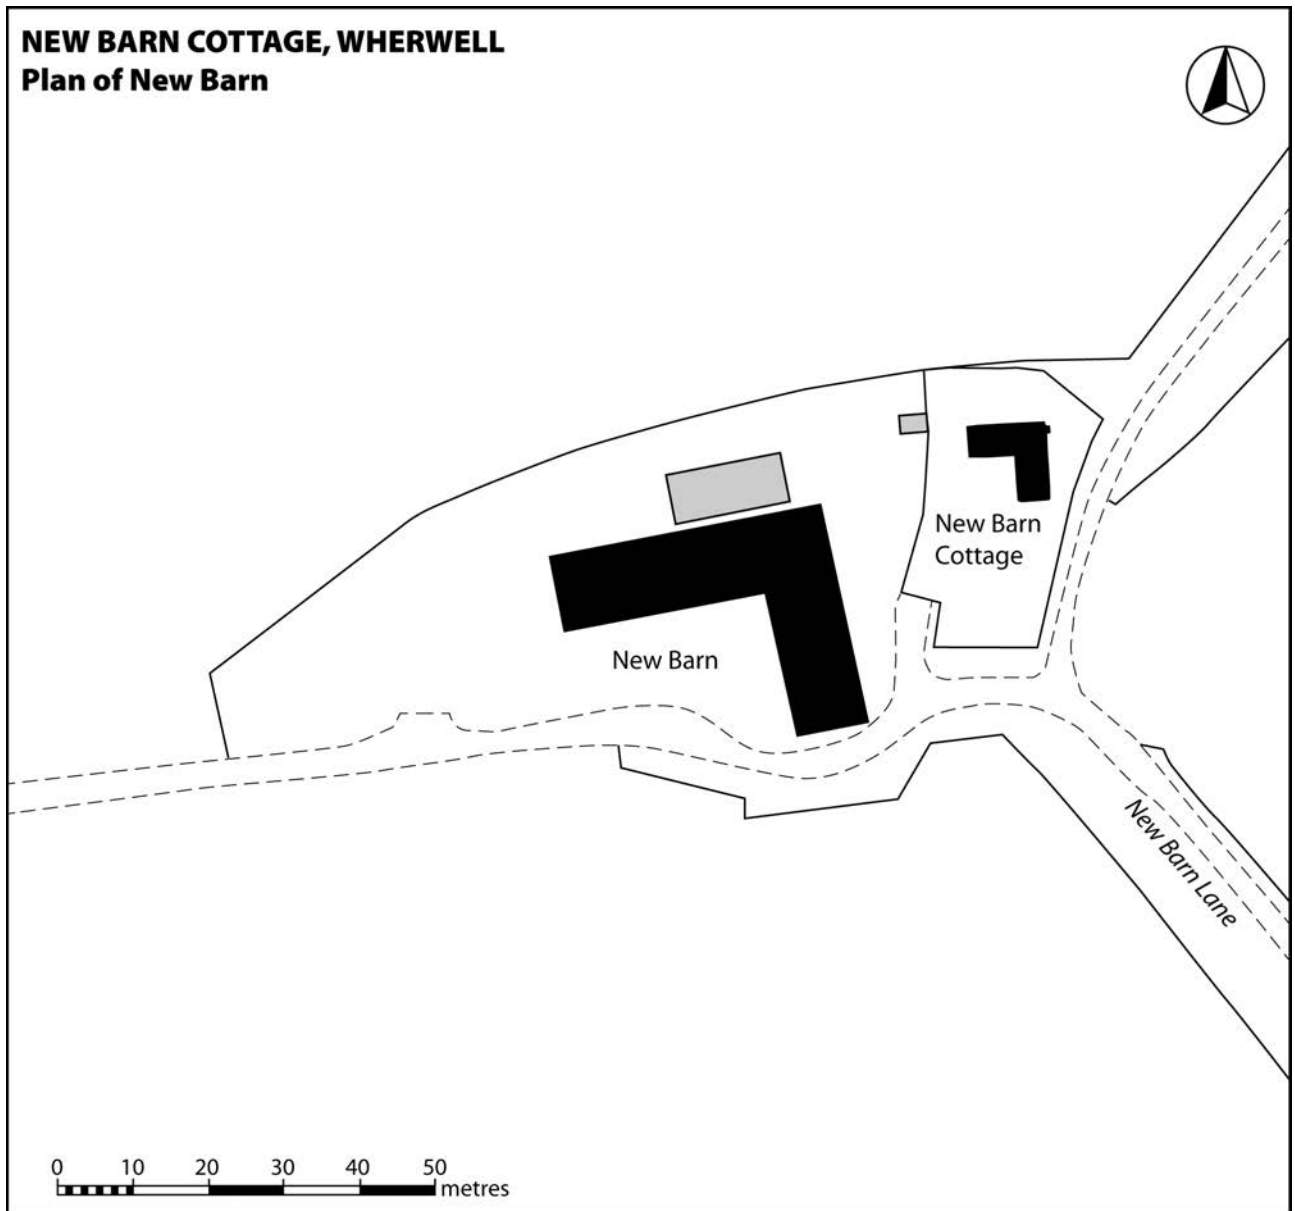 NEW BARN COTTAGE, WHERWELL
Plan of New Barn
New Barn
Cottage
New Barn
New Barn Lane
0 10 20 30 40 50
metres